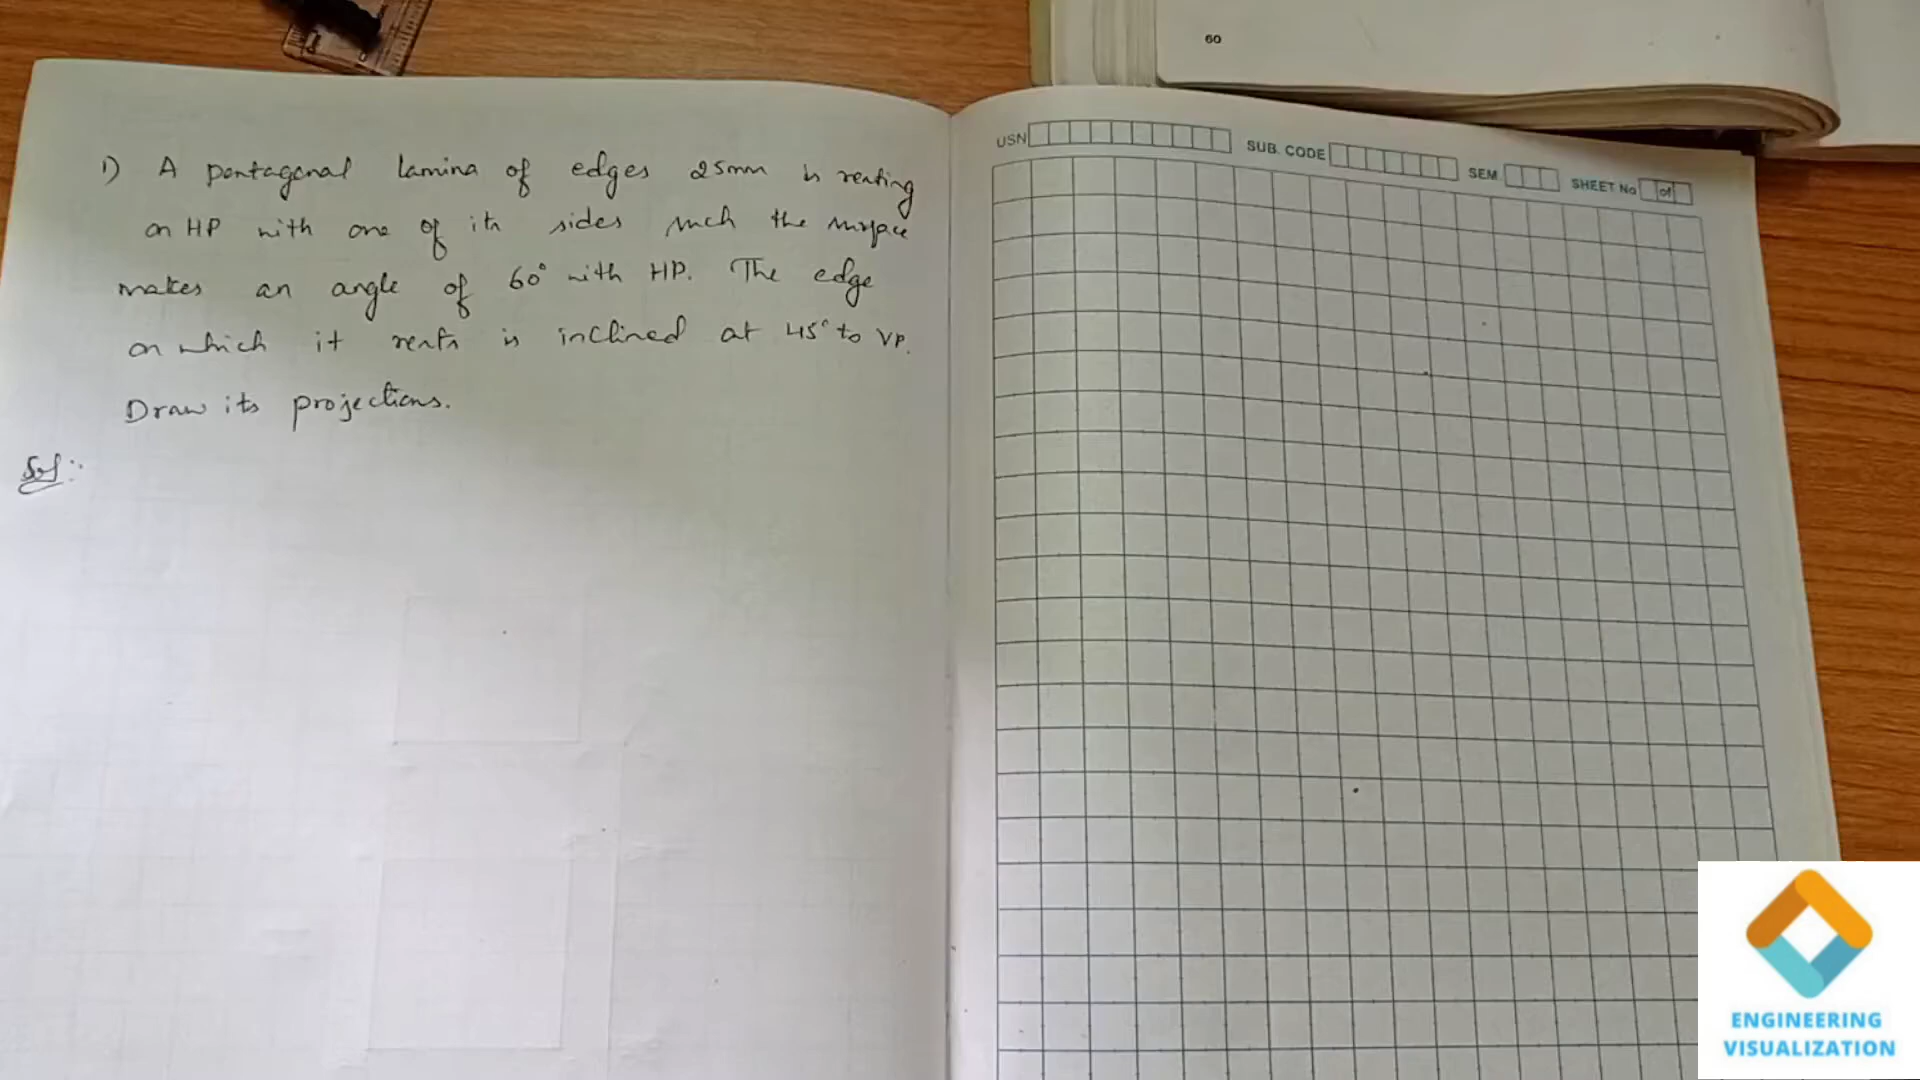 1) A pentagonal lamina of edges 25mm is resting
on HP with one of its sides such the surface
makes an angle of 60° with HP. The edge
on which it rests is inclined at 45° to VP.
Draw its projections.
Sol:
60
USN
SUB. CODE
SEM
SHEET No of
ENGINEERING
VISUALIZATION